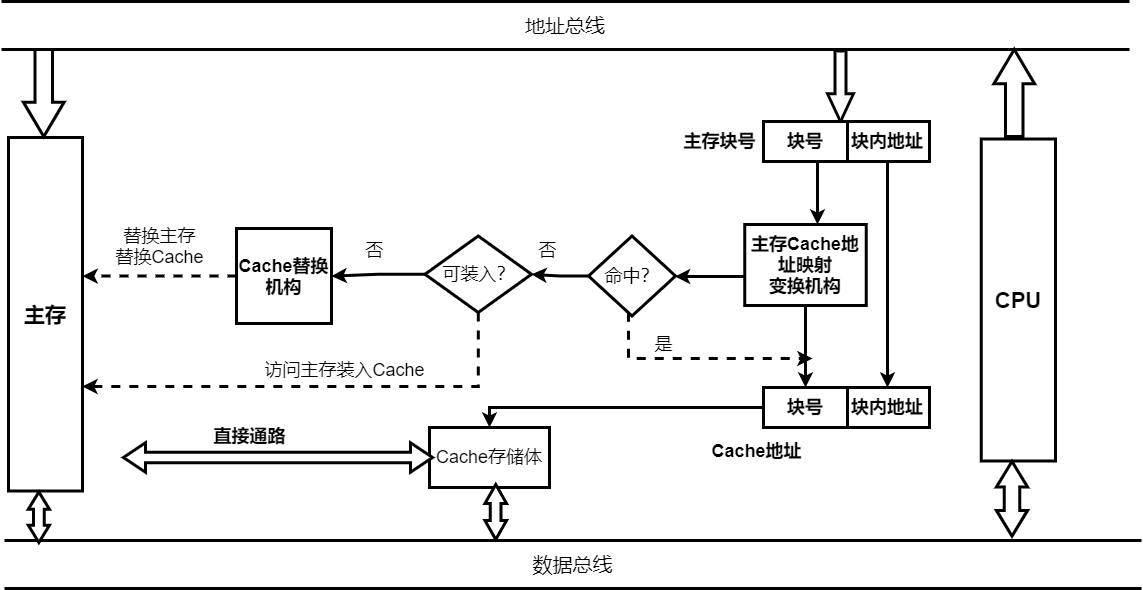 地址总线
主存块号
块号
块内地址
替换主存
替换Cache
否
否
Cache替换
机构
可装入?
命中?
主存Cache地
址映射
变换机构
主存
CPU
是
访问主存装入Cache
块号
块内地址
直接通路
Cache存储体
Cache地址
数据总线